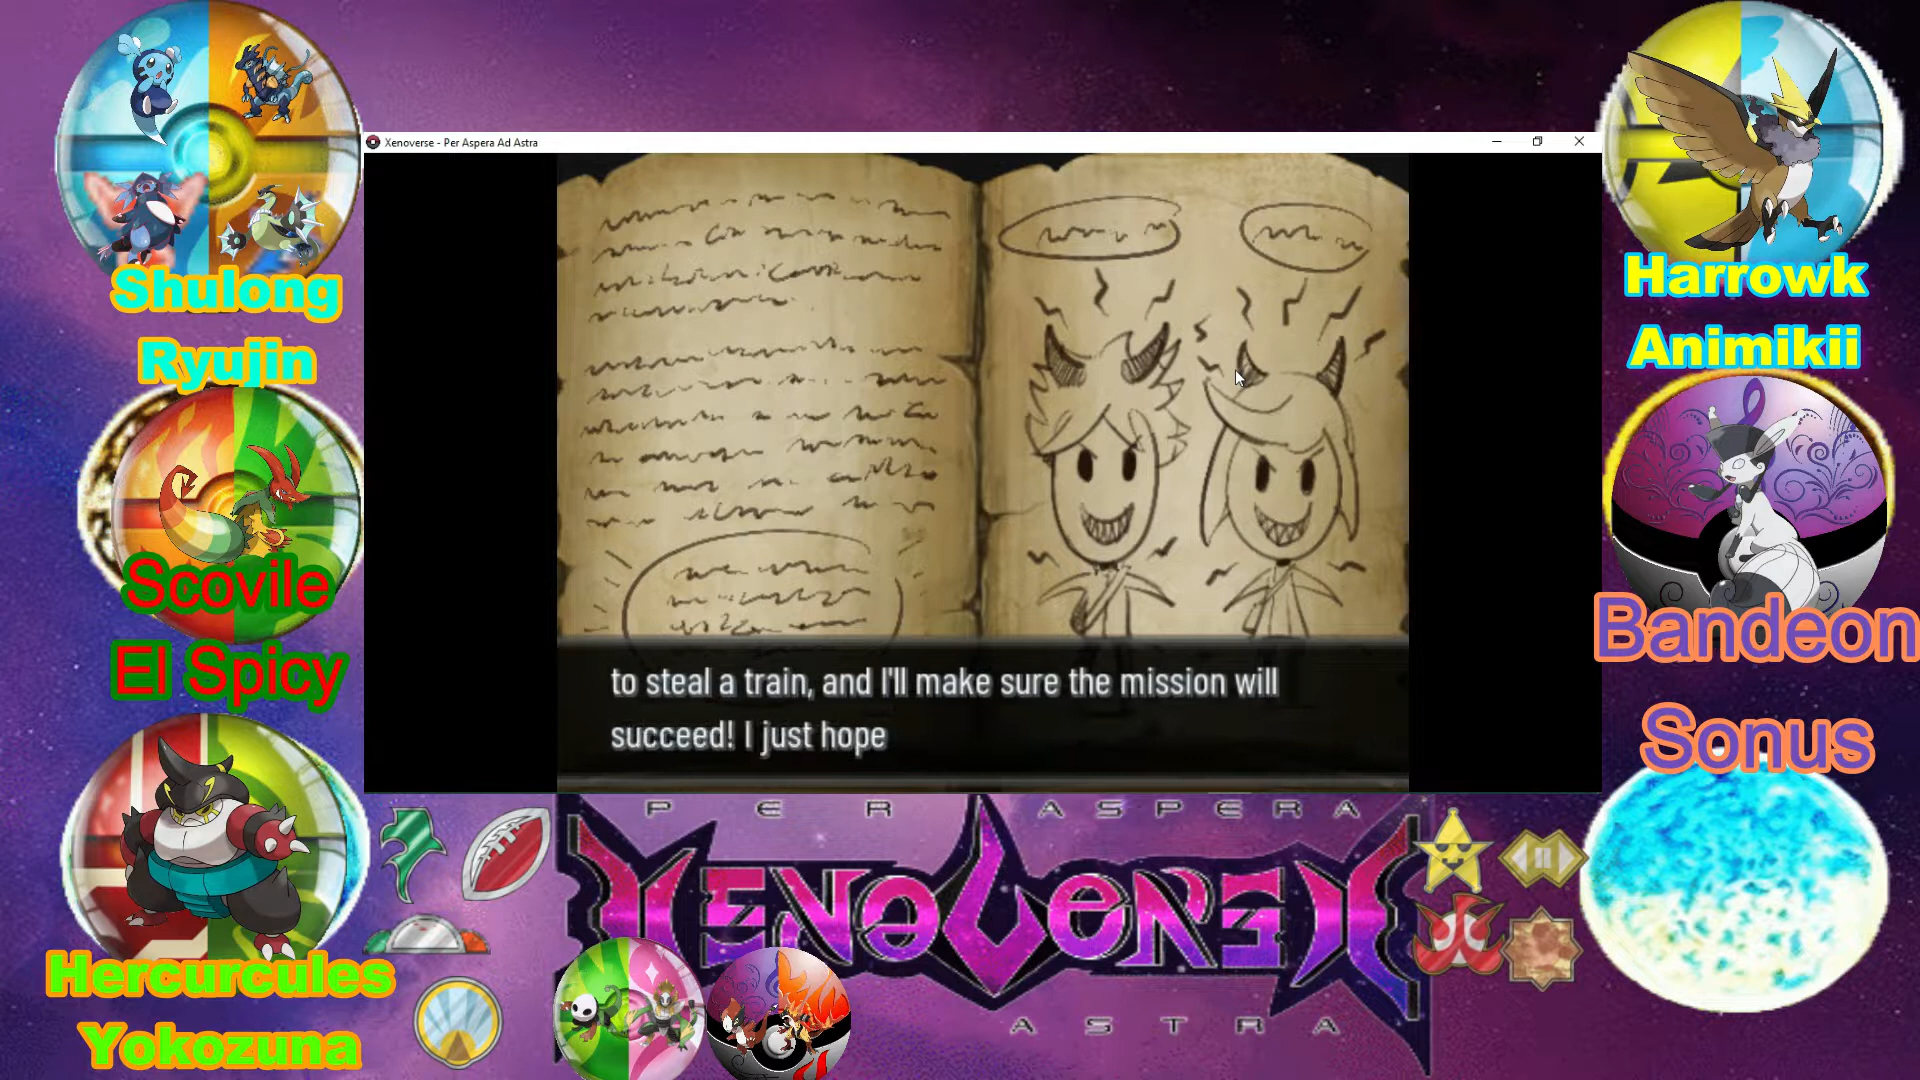 Xenoverse - Per Aspera Ad Astra
to steal a train, and I'll make sure the mission will
succeed! I just hope
Shulong
Ryujin
Scovile
El Spicy
Hercurcules
Yokozuna
Harrowk
Animikii
Bandeon
Sonus
PER ASPERA
XENOVERSE
ASTRA